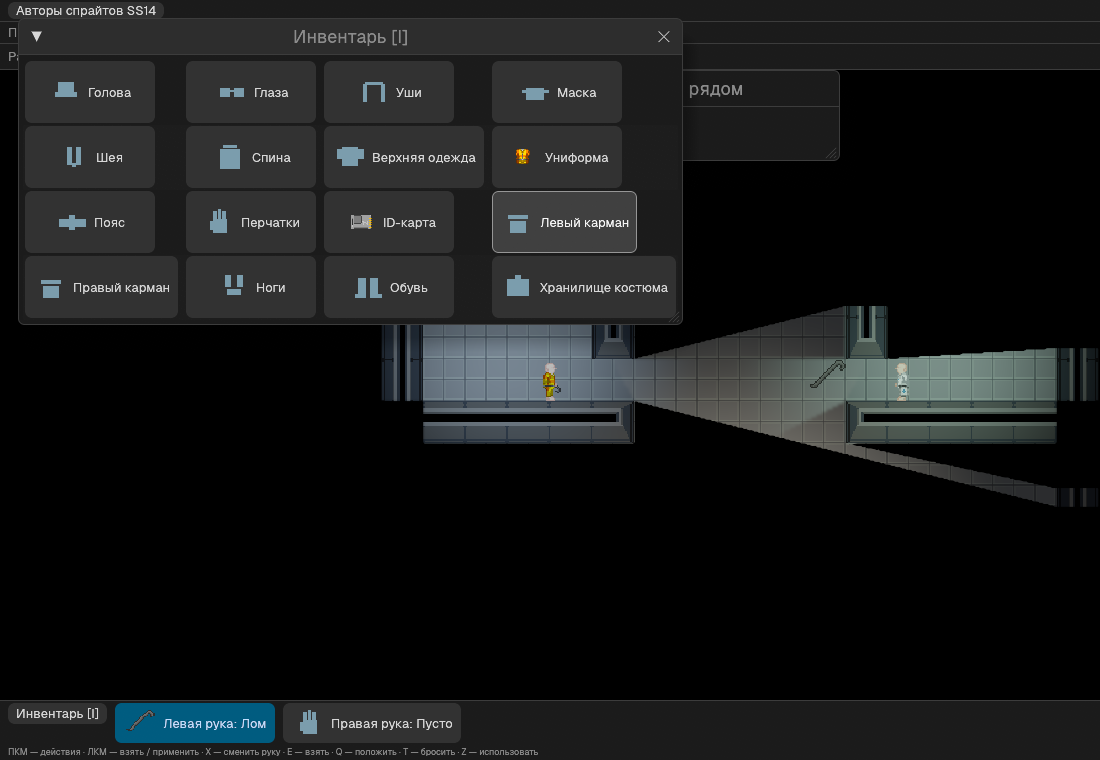 Авторы спрайтов SS14
Инвентарь [I]
рядом
Голова
Глаза
Уши
Маска
Шея
Спина
Верхняя одежда
Униформа
Пояс
Перчатки
ID-карта
Левый карман
Правый карман
Ноги
Обувь
Хранилище костюма
Инвентарь [I]
Левая рука: Лом
Правая рука: Пусто
ПКМ — действия · ЛКМ — взять / применить · X — сменить руку · E — взять · Q — положить · T — бросить · Z — использовать